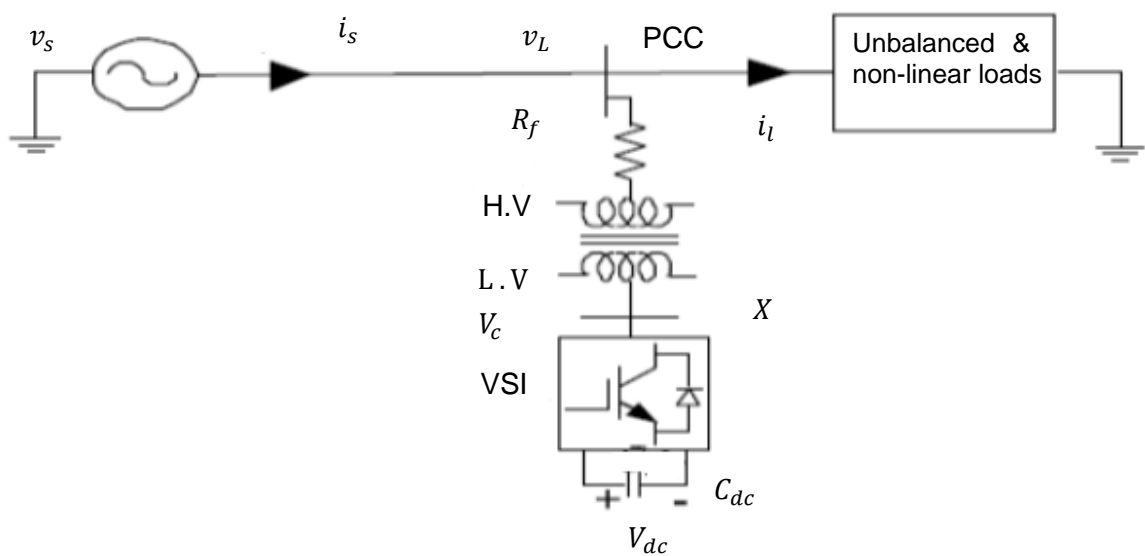 v_s
i_s
v_L
PCC
Unbalanced &
non-linear loads
R_f
i_l
H.V
L . V
V_c
X
VSI
+
-
C_dc
V_dc